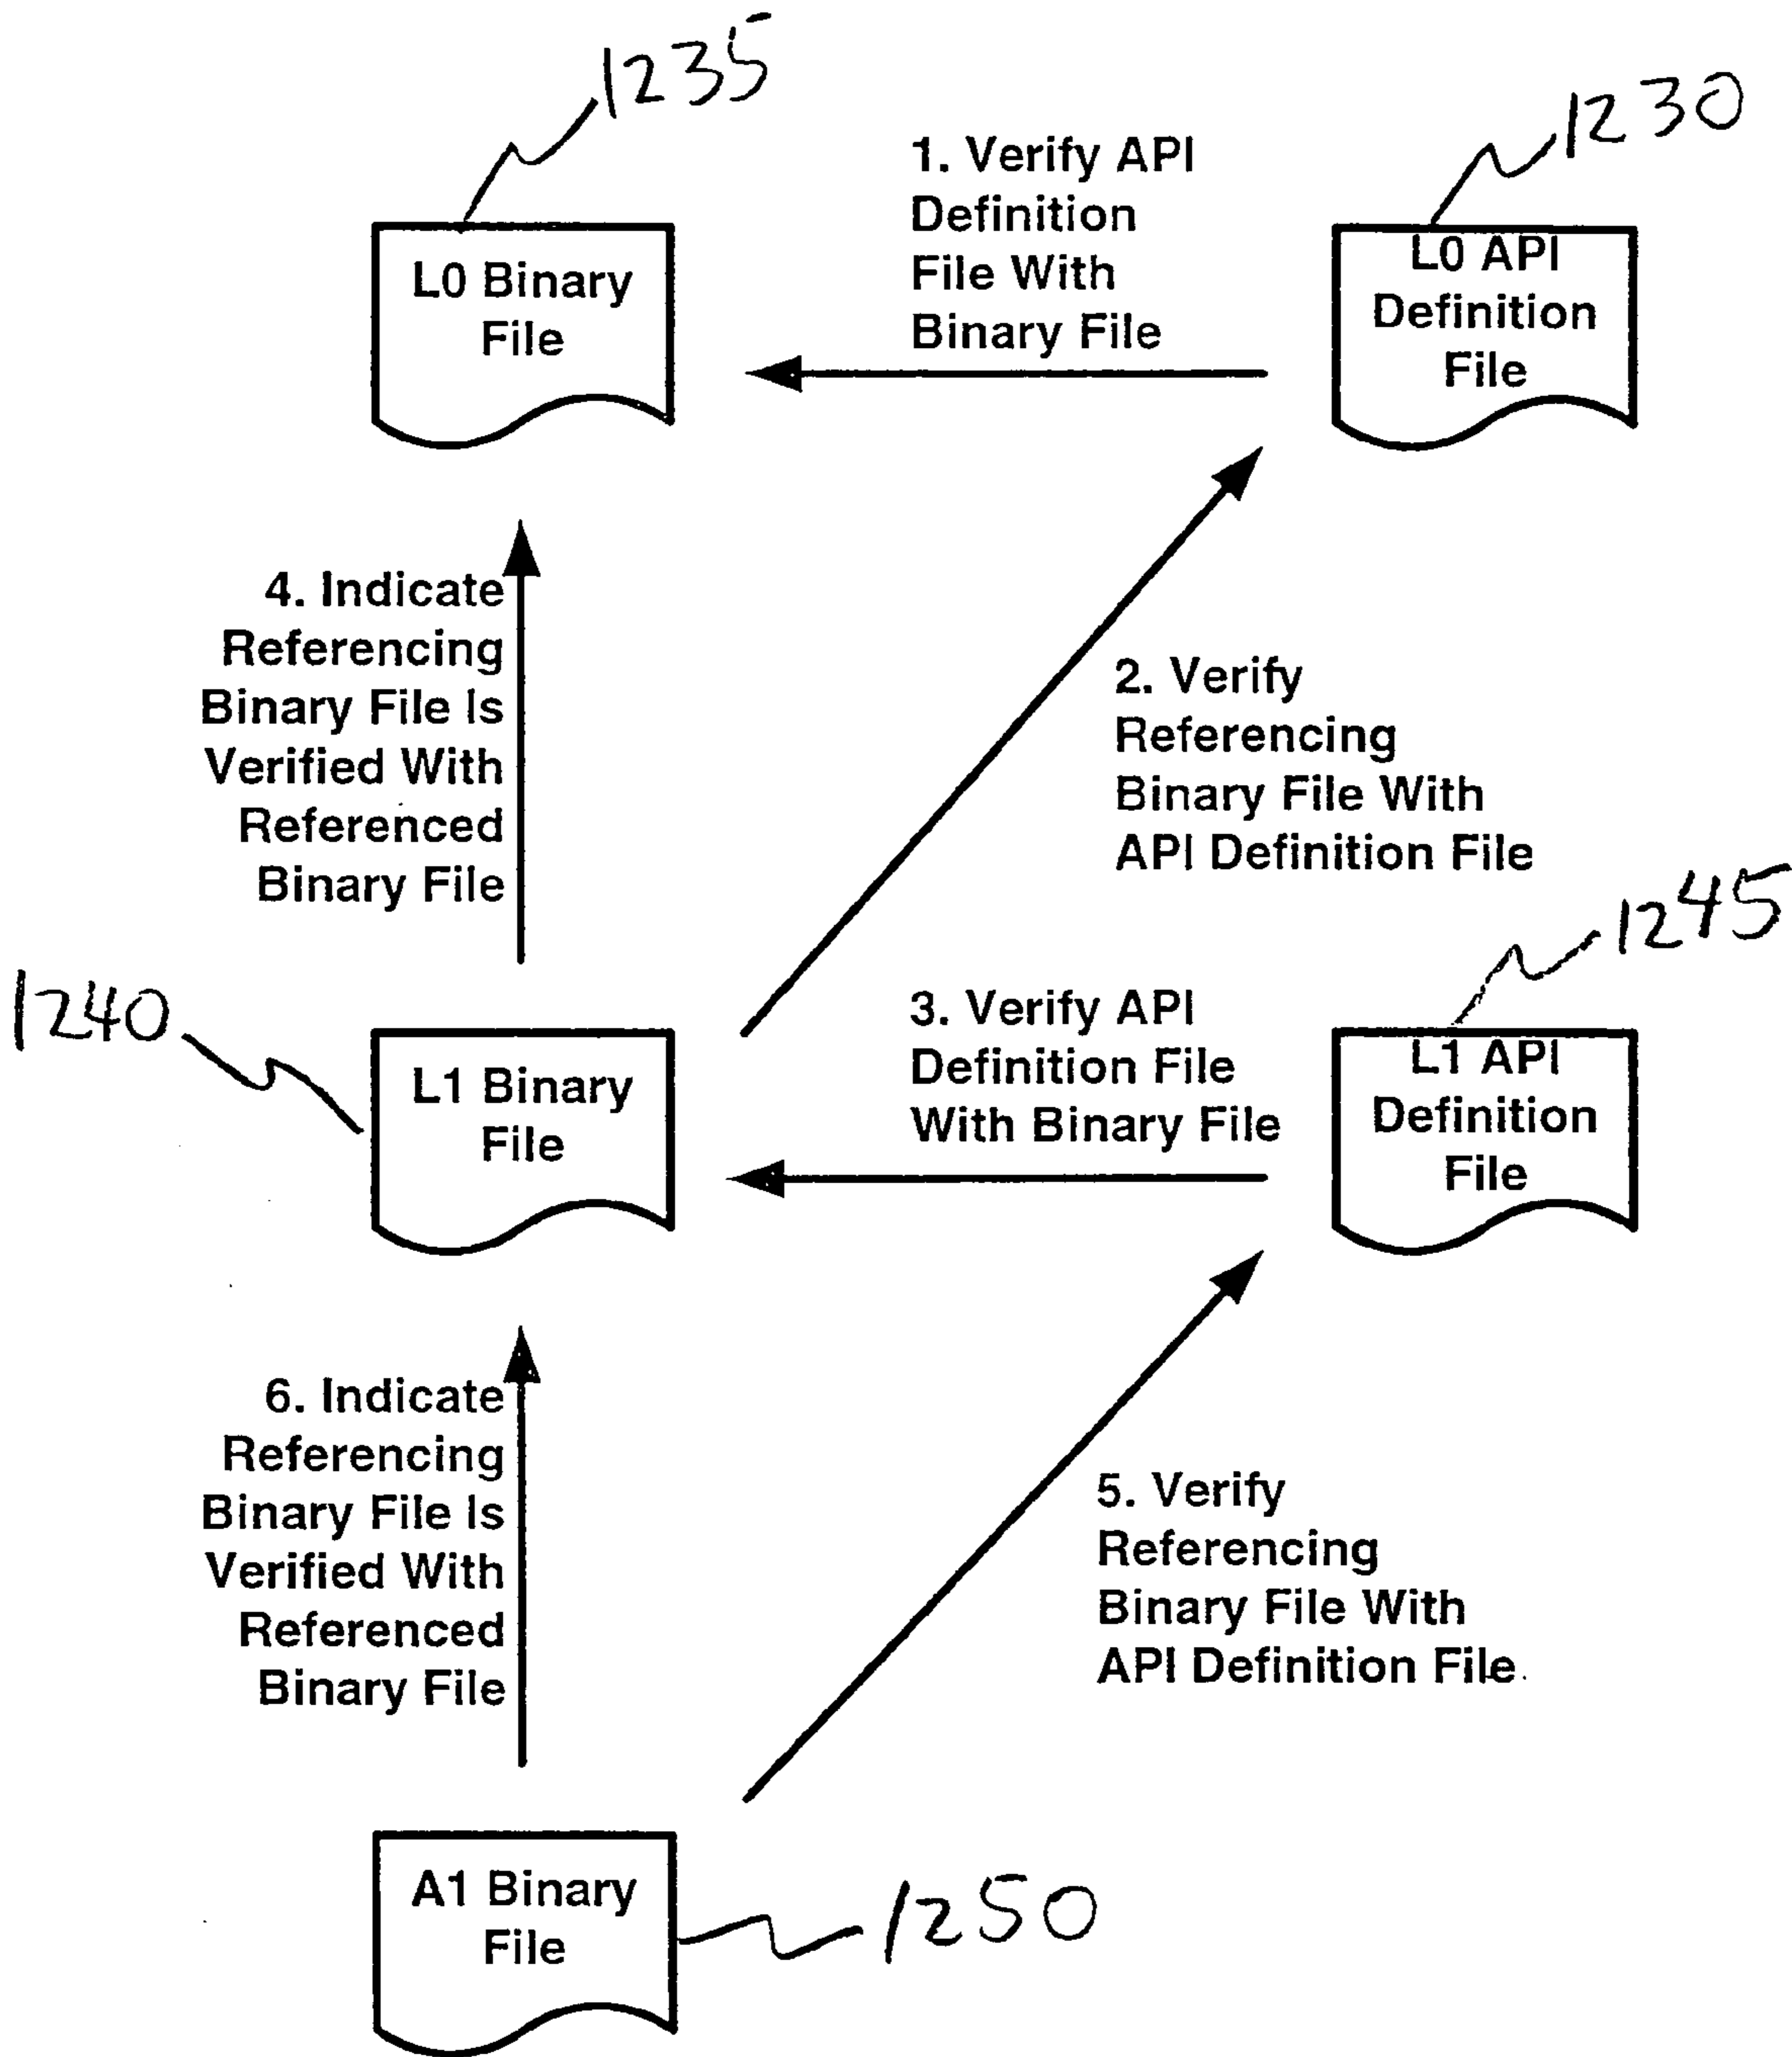 1235
1230
1. Verify API
Definition
File With
Binary File
L0 Binary
File
L0 API
Definition
File
4. Indicate
Referencing
Binary File Is
Verified With
Referenced
Binary File
2. Verify
Referencing
Binary File With
API Definition File
1245
1240
3. Verify API
Definition File
With Binary File
L1 Binary
File
L1 API
Definition
File
6. Indicate
Referencing
Binary File Is
Verified With
Referenced
Binary File
5. Verify
Referencing
Binary File With
API Definition File
A1 Binary
File
1250